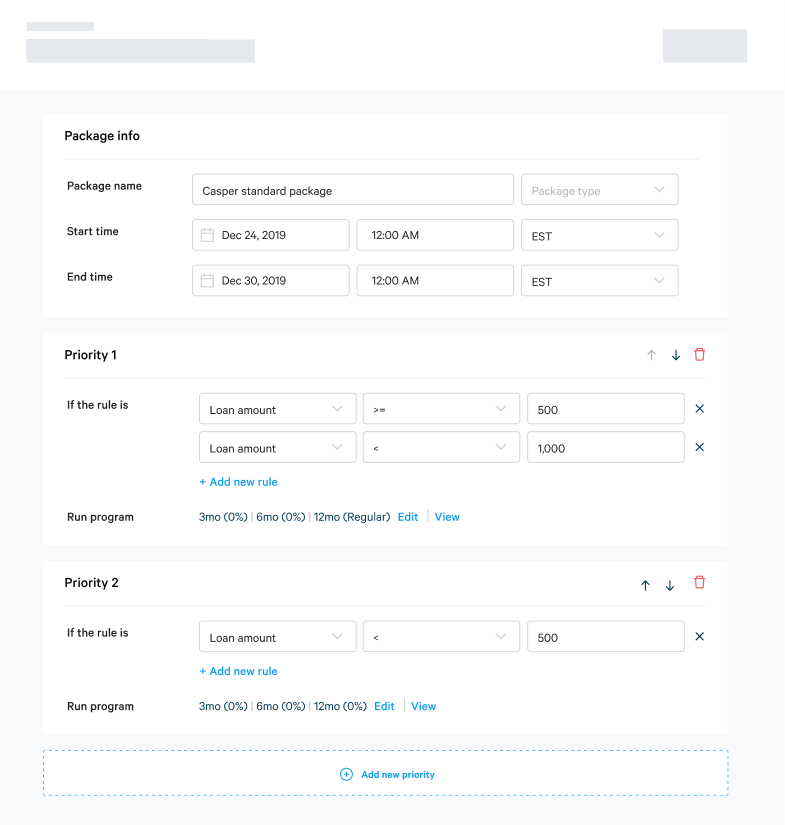 Package info
Package name Casper standard package Package type
Start time Dec 24, 2019 12:00 AM EST
End time Dec 30, 2019 12:00 AM EST
Priority 1
If the rule is Loan amount >= 500
Loan amount < 1,000
+ Add new rule
Run program 3mo (0%) | 6mo (0%) | 12mo (Regular) Edit | View
Priority 2
If the rule is Loan amount < 500
+ Add new rule
Run program 3mo (0%) | 6mo (0%) | 12mo (0%) Edit | View
Add new priority